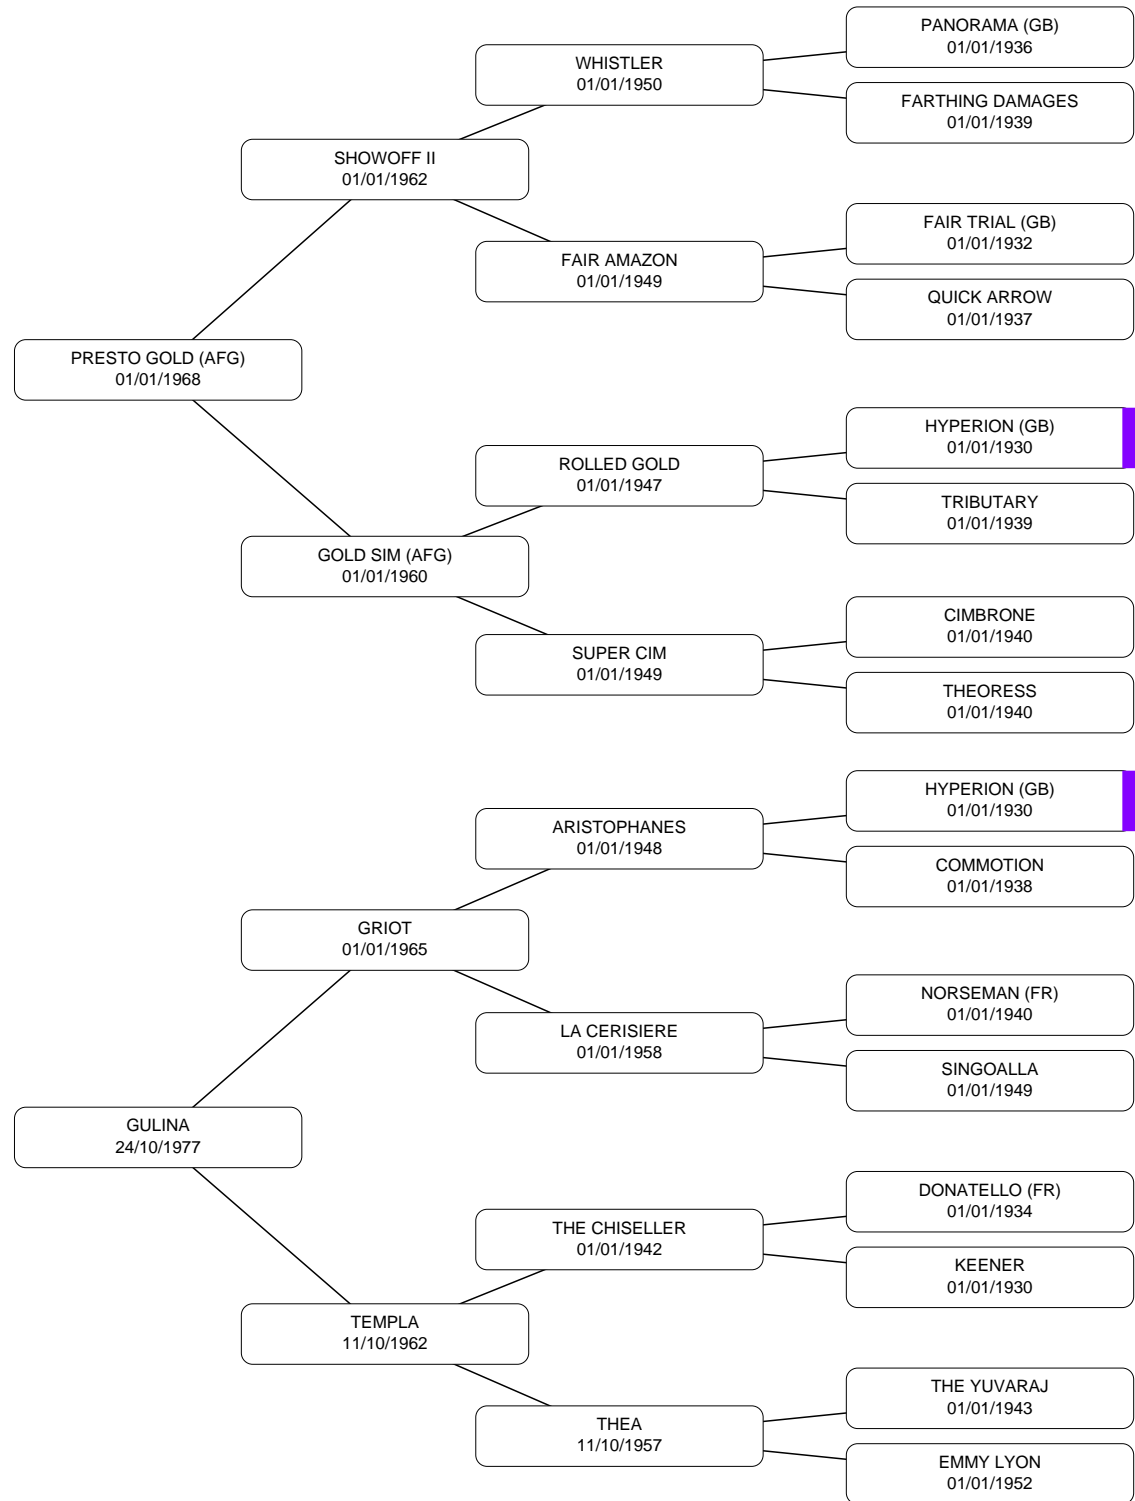 PANORAMA (GB)
01/01/1936
WHISTLER
01/01/1950
FARTHING DAMAGES
01/01/1939
SHOWOFF II
01/01/1962
FAIR TRIAL (GB)
01/01/1932
FAIR AMAZON
01/01/1949
QUICK ARROW
01/01/1937
PRESTO GOLD (AFG)
01/01/1968
HYPERION (GB)
01/01/1930
ROLLED GOLD
01/01/1947
TRIBUTARY
01/01/1939
GOLD SIM (AFG)
01/01/1960
CIMBRONE
01/01/1940
SUPER CIM
01/01/1949
THEORESS
01/01/1940
HYPERION (GB)
01/01/1930
ARISTOPHANES
01/01/1948
COMMOTION
01/01/1938
GRIOT
01/01/1965
NORSEMAN (FR)
01/01/1940
LA CERISIERE
01/01/1958
SINGOALLA
01/01/1949
GULINA
24/10/1977
DONATELLO (FR)
01/01/1934
THE CHISELLER
01/01/1942
KEENER
01/01/1930
TEMPLA
11/10/1962
THE YUVARAJ
01/01/1943
THEA
11/10/1957
EMMY LYON
01/01/1952